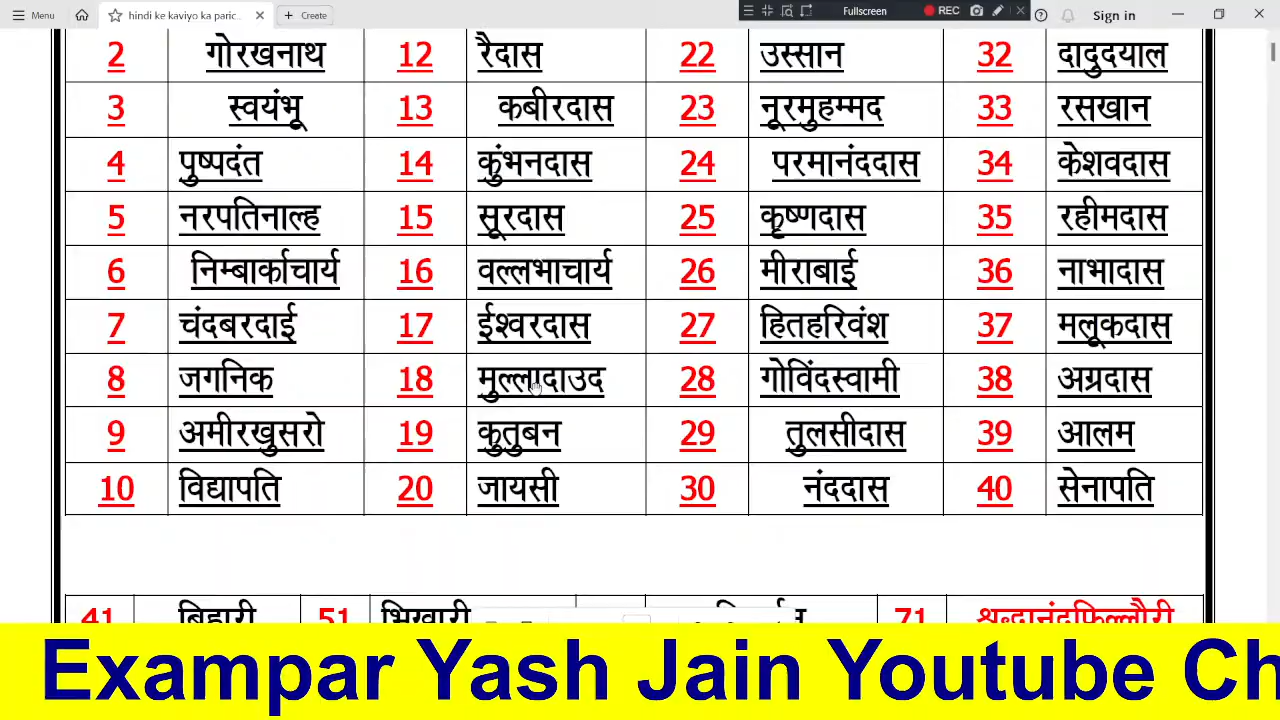 Menu hindi ke kaviyo ka paric... × + Create Fullscreen REC Sign in
2 गोरखनाथ 12 रैदास 22 उस्सान 32 दादुदयाल
3 स्वयंभू 13 कबीरदास 23 नूरमुहम्मद 33 रसखान
4 पुष्पदंत 14 कुंभनदास 24 परमानंददास 34 केशवदास
5 नरपतिनाल्ह 15 सूरदास 25 कृष्णदास 35 रहीमदास
6 निम्बार्काचार्य 16 वल्लभाचार्य 26 मीराबाई 36 नाभादास
7 चंदबरदाई 17 ईश्वरदास 27 हितहरिवंश 37 मलूकदास
8 जगनिक 18 मुल्लादाउद 28 गोविंदस्वामी 38 अग्रदास
9 अमीरखुसरो 19 कुतुबन 29 तुलसीदास 39 आलम
10 विद्यापति 20 जायसी 30 नंददास 40 सेनापति
41 बिहारी 51 भिखारी 71 श्रध्दानंदफिल्लौरी
Exampar Yash Jain Youtube Ch